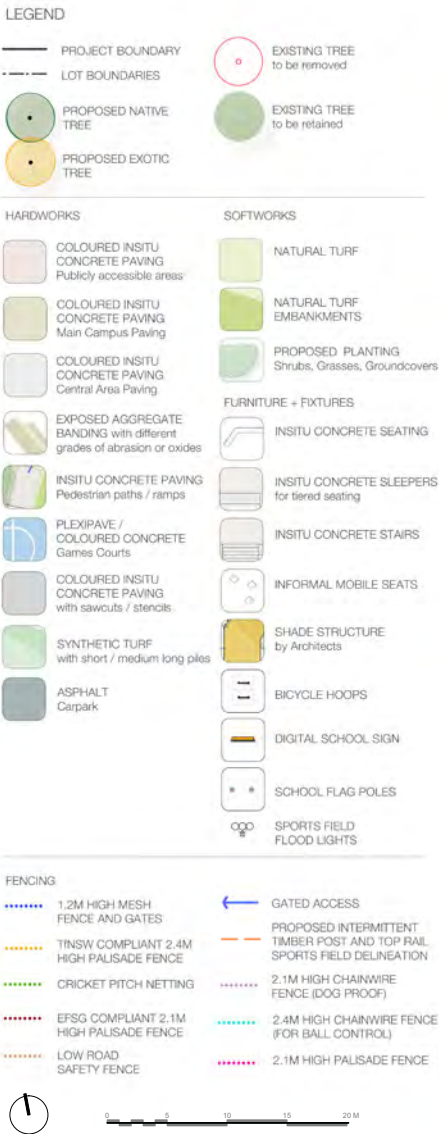 LEGEND
PROJECT BOUNDARY
LOT BOUNDARIES
PROPOSED NATIVE
TREE
PROPOSED EXOTIC
TREE
EXISTING TREE
to be removed
EXISTING TREE
to be retained
HARDWORKS
COLOURED INSITU
CONCRETE PAVING
Publicly accessible areas
COLOURED INSITU
CONCRETE PAVING
Main Campus Paving
COLOURED INSITU
CONCRETE PAVING
Central Area Paving
EXPOSED AGGREGATE
BANDING with different
grades of abrasion or oxides
INSITU CONCRETE PAVING
Pedestrian paths / ramps
PLEXIPAVE /
COLOURED CONCRETE
Games Courts
COLOURED INSITU
CONCRETE PAVING
with sawcuts / stencils
SYNTHETIC TURF
with short / medium long piles
ASPHALT
Carpark
SOFTWORKS
NATURAL TURF
NATURAL TURF
EMBANKMENTS
PROPOSED PLANTING
Shrubs, Grasses, Groundcovers
FURNITURE + FIXTURES
INSITU CONCRETE SEATING
INSITU CONCRETE SLEEPERS
for tiered seating
INSITU CONCRETE STAIRS
INFORMAL MOBILE SEATS
SHADE STRUCTURE
by Architects
BICYCLE HOOPS
DIGITAL SCHOOL SIGN
SCHOOL FLAG POLES
SPORTS FIELD
FLOOD LIGHTS
FENCING
1.2M HIGH MESH
FENCE AND GATES
TfNSW COMPLIANT 2.4M
HIGH PALISADE FENCE
CRICKET PITCH NETTING
EFSG COMPLIANT 2.1M
HIGH PALISADE FENCE
LOW ROAD
SAFETY FENCE
GATED ACCESS
PROPOSED INTERMITTENT
TIMBER POST AND TOP RAIL
SPORTS FIELD DELINEATION
2.1M HIGH CHAINWIRE
FENCE (DOG PROOF)
2.4M HIGH CHAINWIRE FENCE
(FOR BALL CONTROL)
2.1M HIGH PALISADE FENCE
0 5 10 15 20 M